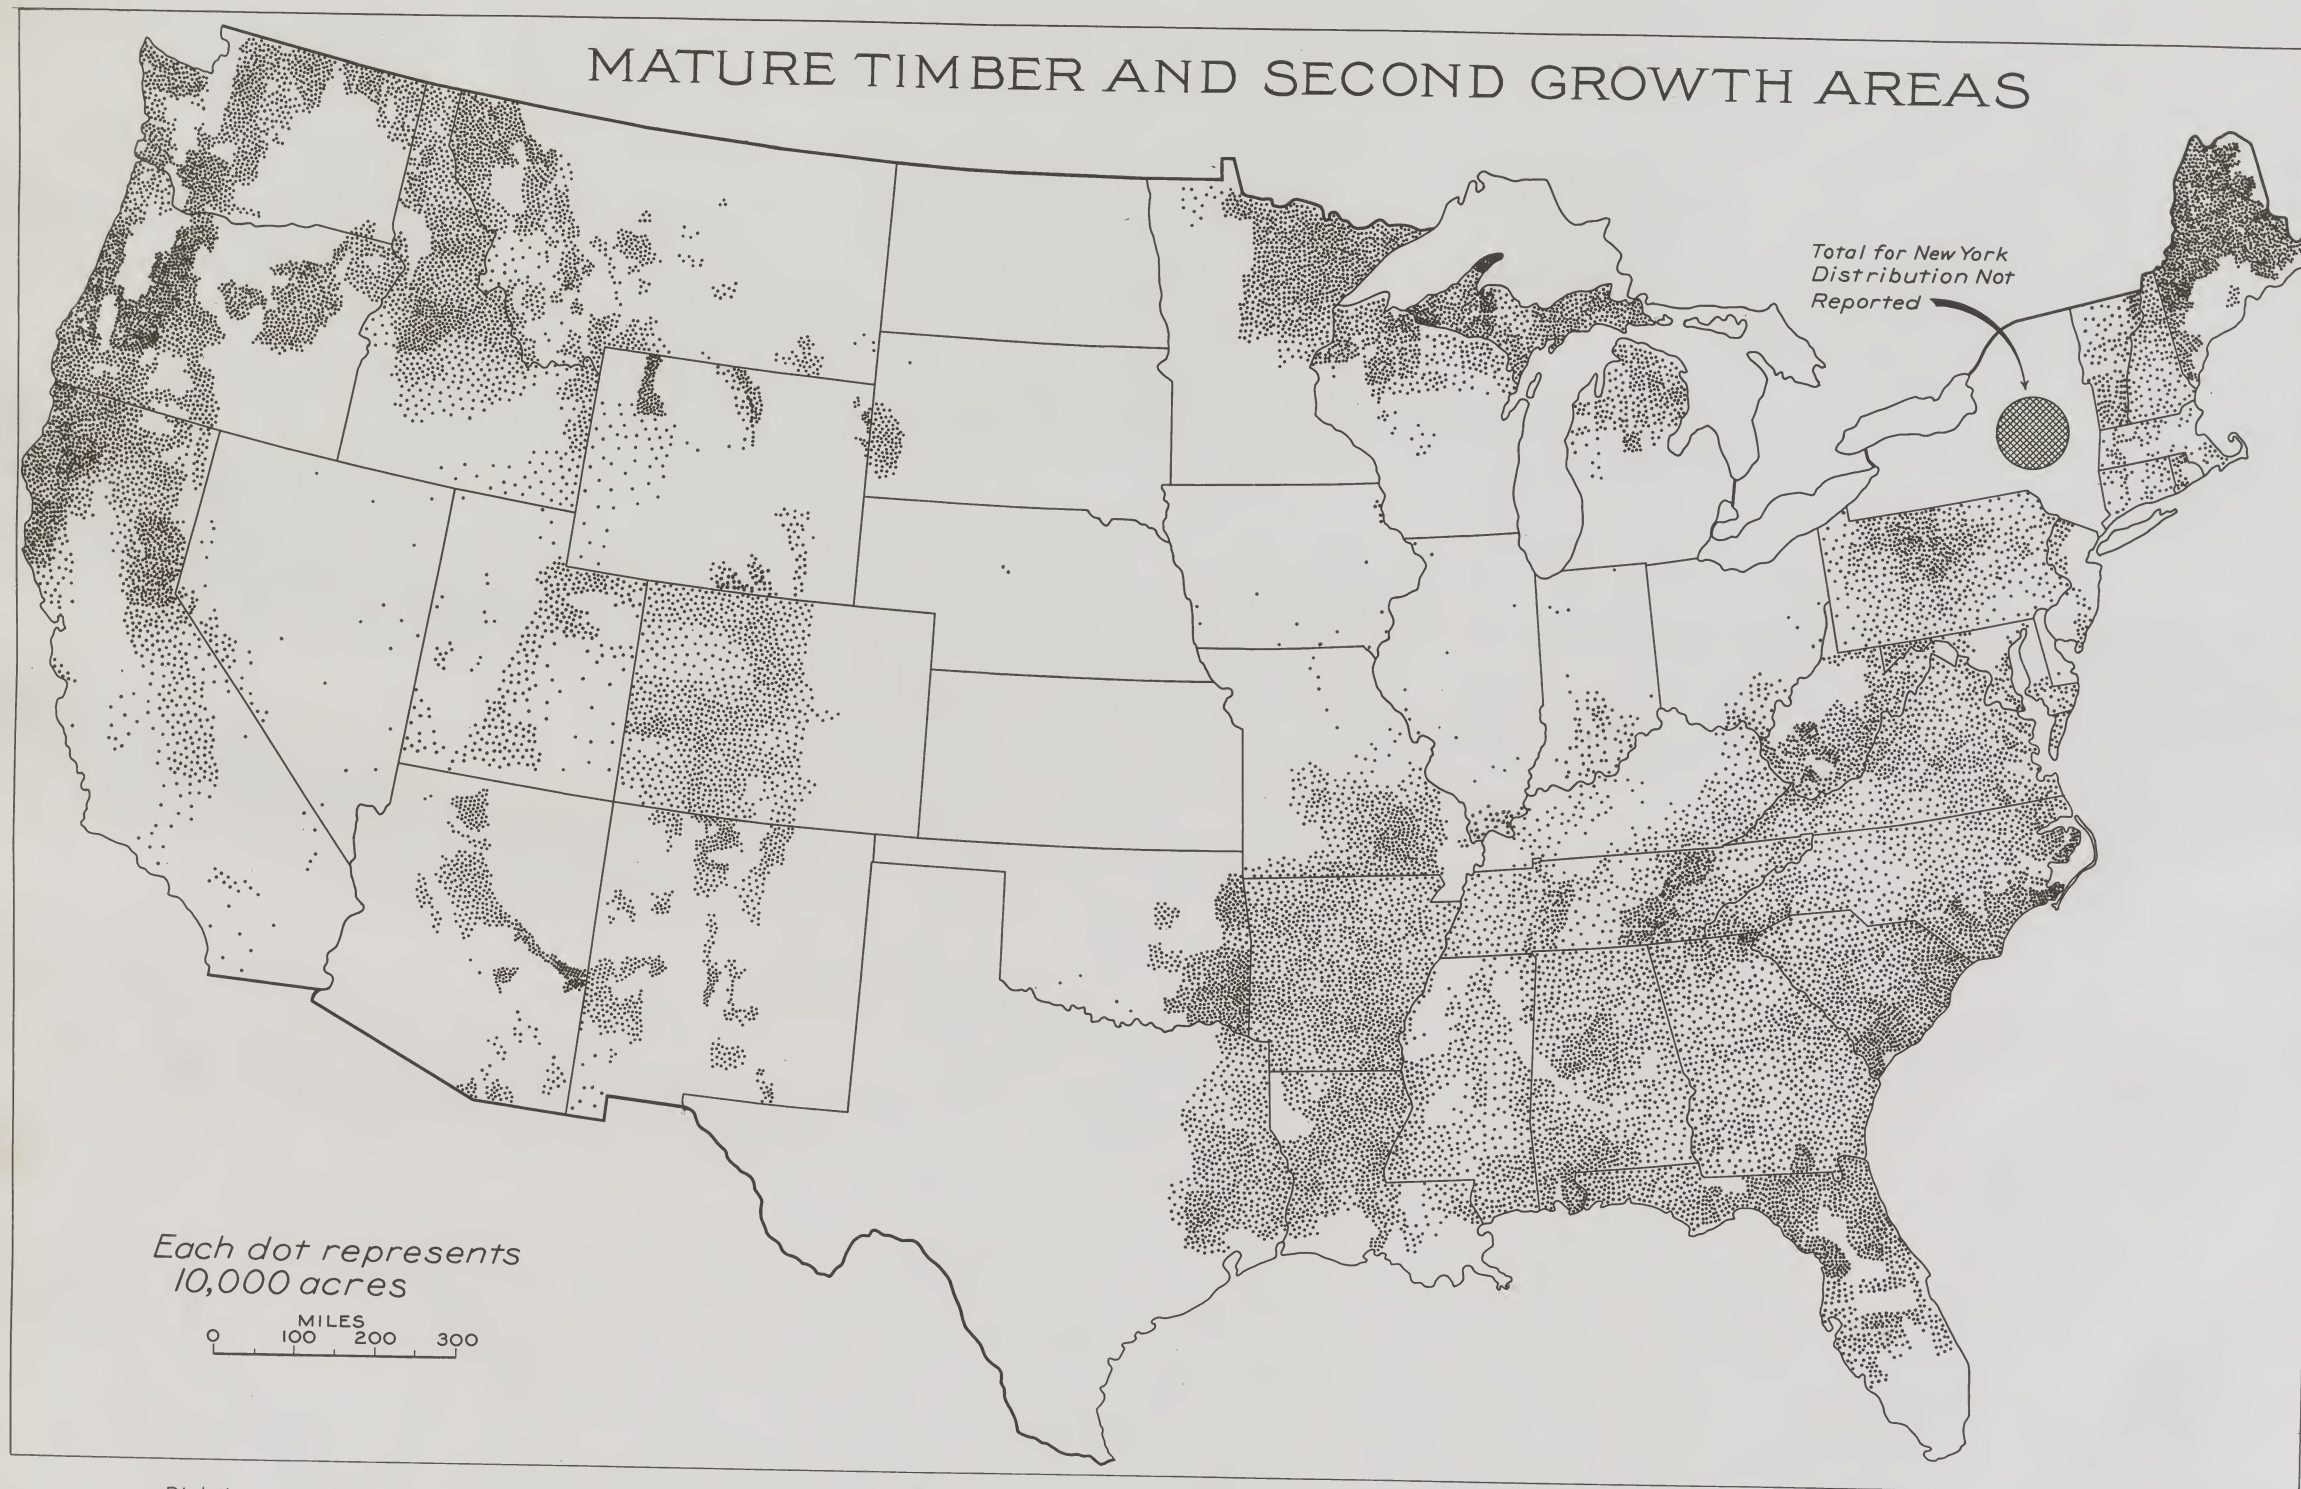 MATURE TIMBER AND SECOND GROWTH AREAS
Total for New York
Distribution Not
Reported
Each dot represents
10,000 acres
MILES
0 100 200 300